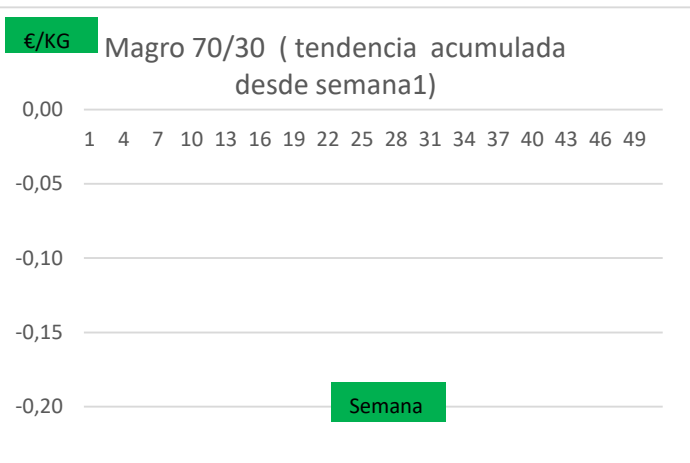 €/KG
Magro 70/30 ( tendencia acumulada
desde semana1)
0,00
1 4 7 10 13 16 19 22 25 28 31 34 37 40 43 46 49
-0,05
-0,10
-0,15
-0,20
Semana